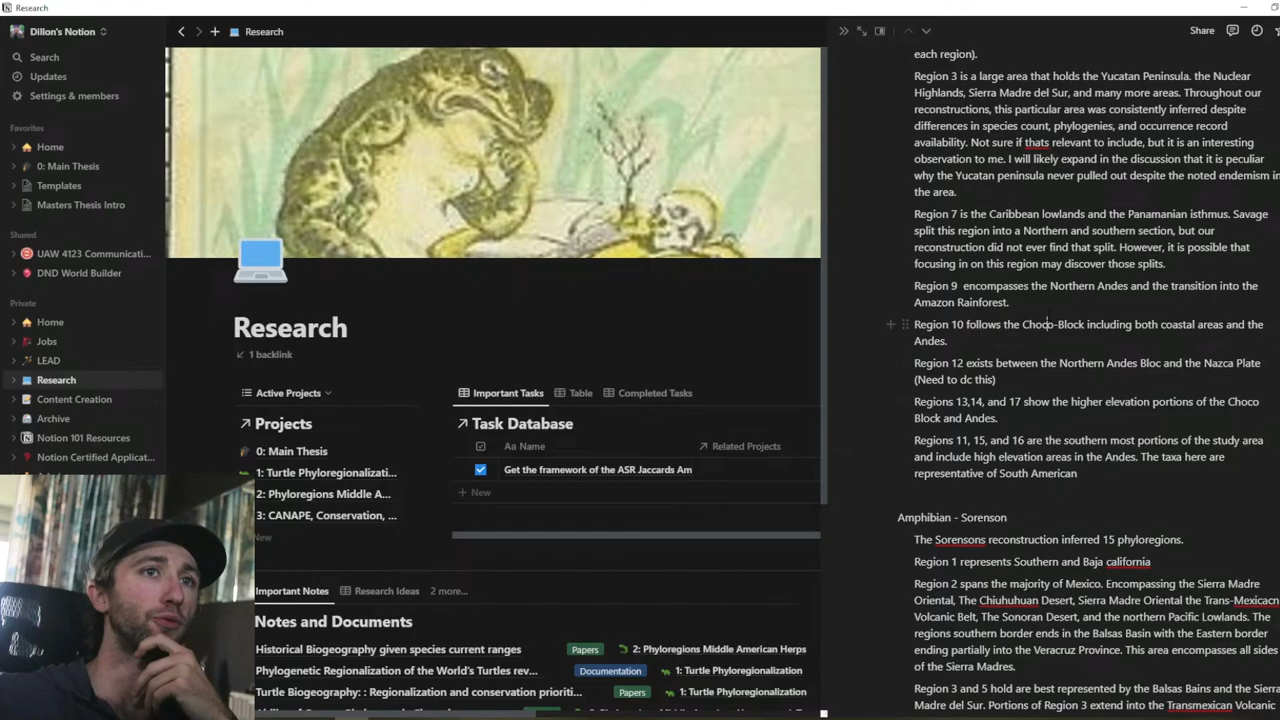 Research
Dillon's Notion
Search
Updates
Settings & members
Favorites
Home
0: Main Thesis
Templates
Masters Thesis Intro
Shared
UAW 4123 Communicati...
DND World Builder
Private
Home
Jobs
LEAD
Research
Content Creation
Archive
Notion 101 Resources
Notion Certified Applicat...
Research
Research
1 backlink
Active Projects
Projects
0: Main Thesis
1: Turtle Phyloregionalizati...
2: Phyloregions Middle A...
3: CANAPE, Conservation, ...
New
Important Tasks Table Completed Tasks
Task Database
Aa Name Related Projects
Get the framework of the ASR Jaccards Am
New
Important Notes Research Ideas 2 more...
Notes and Documents
Historical Biogeography given species current ranges Papers 2: Phyloregions Middle American Herps
Phylogenetic Regionalization of the World's Turtles rev... Documentation 1: Turtle Phyloregionalization
Turtle Biogeography: : Regionalization and conservation prioriti... Papers 1: Turtle Phyloregionalization
Share
each region).
Region 3 is a large area that holds the Yucatan Peninsula. the Nuclear
Highlands, Sierra Madre del Sur, and many more areas. Throughout our
reconstructions, this particular area was consistently inferred despite
differences in species count, phylogenies, and occurrence record
availability. Not sure if thats relevant to include, but it is an interesting
observation to me. I will likely expand in the discussion that it is peculiar
why the Yucatan peninsula never pulled out despite the noted endemism in
the area.
Region 7 is the Caribbean lowlands and the Panamanian isthmus. Savage
split this region into a Northern and southern section, but our
reconstruction did not ever find that split. However, it is possible that
focusing in on this region may discover those splits.
Region 9 encompasses the Northern Andes and the transition into the
Amazon Rainforest.
Region 10 follows the Choco-Block including both coastal areas and the
Andes.
Region 12 exists between the Northern Andes Bloc and the Nazca Plate
(Need to dc this)
Regions 13,14, and 17 show the higher elevation portions of the Choco
Block and Andes.
Regions 11, 15, and 16 are the southern most portions of the study area
and include high elevation areas in the Andes. The taxa here are
representative of South American
Amphibian - Sorenson
The Sorensons reconstruction inferred 15 phyloregions.
Region 1 represents Southern and Baja california
Region 2 spans the majority of Mexico. Encompassing the Sierra Madre
Oriental, The Chiuhuhuan Desert, Sierra Madre Oriental the Trans-Mexicacn
Volcanic Belt, The Sonoran Desert, and the northern Pacific Lowlands. The
regions southern border ends in the Balsas Basin with the Eastern border
ending partially into the Veracruz Province. This area encompasses all sides
of the Sierra Madres.
Region 3 and 5 hold are best represented by the Balsas Bains and the Sierra
Madre del Sur. Portions of Region 3 extend into the Transmexican Volcanic